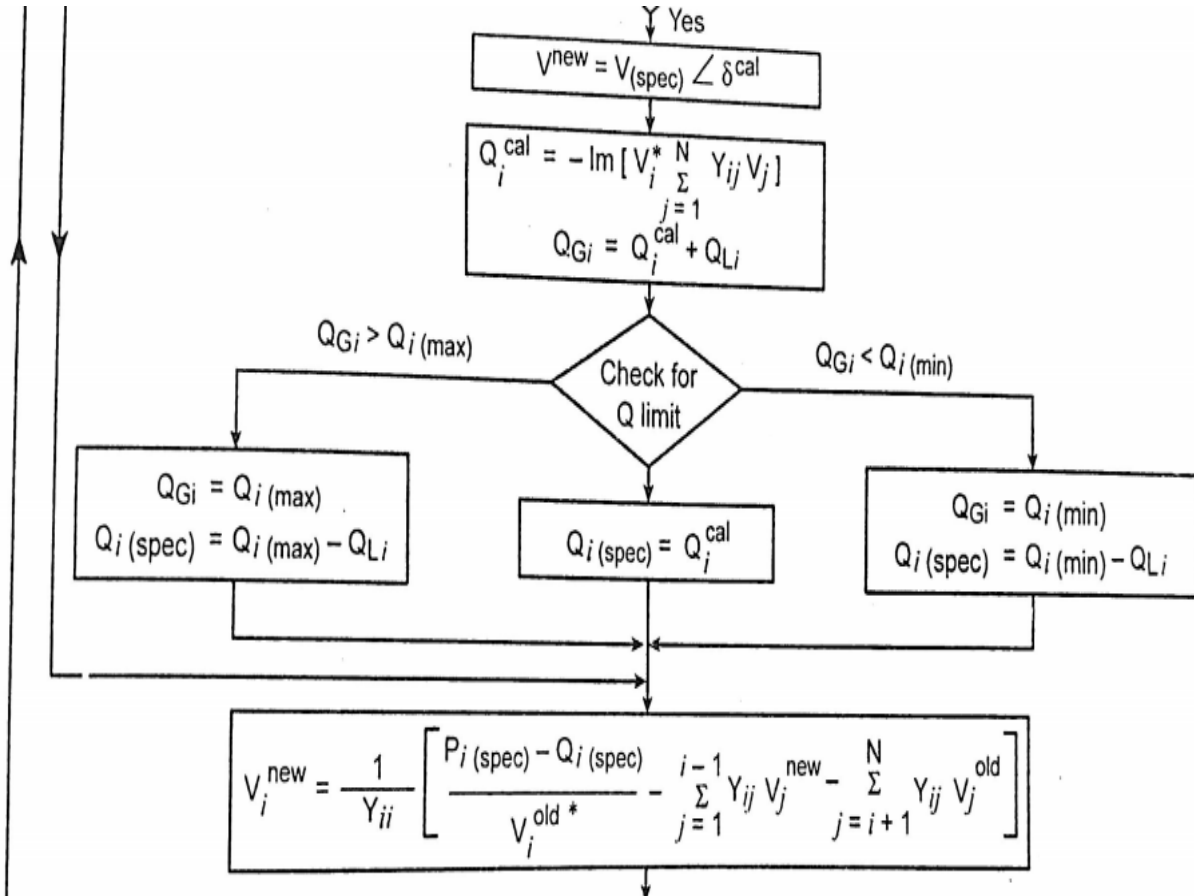 Yes
V^new = V_(spec) ∠ δ^cal
Q_i^cal = – Im [ V_i^* Σ_{j = 1}^{N} Y_ij V_j ]
Q_Gi = Q_i^cal + Q_Li
Q_Gi > Q_i (max)
Q_Gi < Q_i (min)
Check for
Q limit
Q_Gi = Q_i (max)
Q_i (spec) = Q_i (max) – Q_Li
Q_i (spec) = Q_i^cal
Q_Gi = Q_i (min)
Q_i (spec) = Q_i (min) – Q_Li
V_i^new = 1 / Y_ii [ (P_i (spec) – Q_i (spec)) / V_i^old * – Σ_{j = 1}^{i – 1} Y_ij V_j^new – Σ_{j = i + 1}^{N} Y_ij V_j^old ]